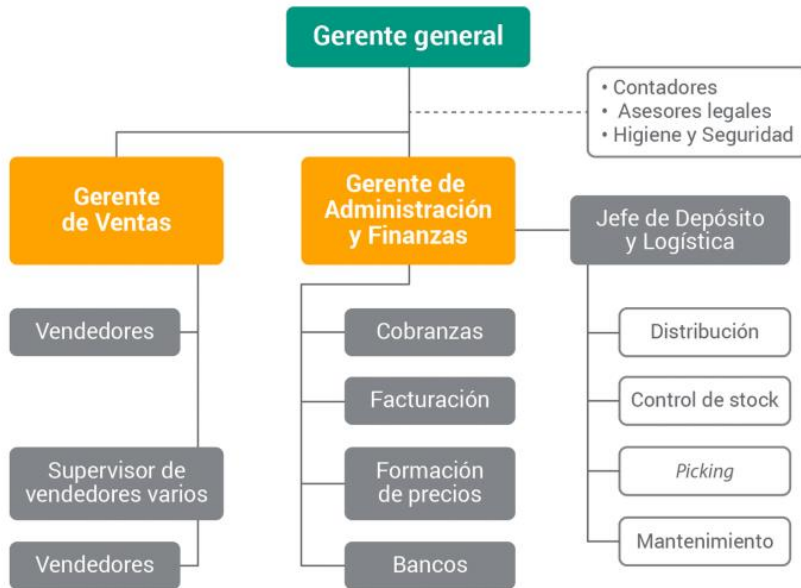 Gerente general
• Contadores
• Asesores legales
• Higiene y Seguridad
Gerente
de Ventas
Gerente de
Administración
y Finanzas
Jefe de Depósito
y Logística
Vendedores
Supervisor de
vendedores varios
Vendedores
Cobranzas
Facturación
Formación
de precios
Bancos
Distribución
Control de stock
Picking
Mantenimiento